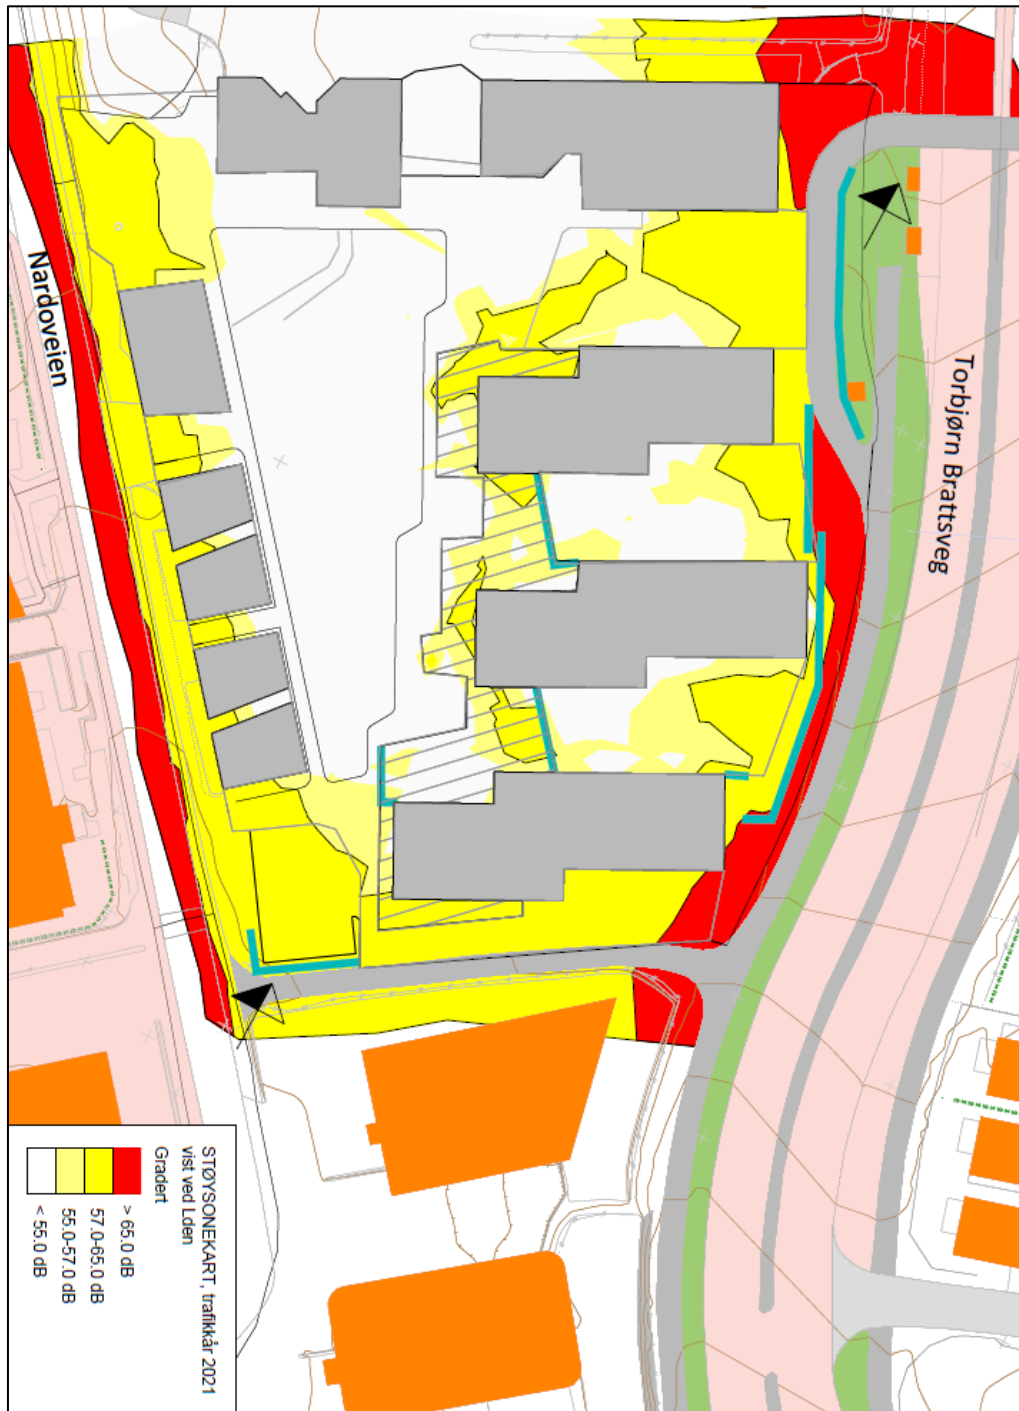 Nardoveien
Torbjørn Brattsveg
STØYSONEKART, trafikkår 2021
vist ved Lden
Gradert
> 65.0 dB
57.0-65.0 dB
55.0-57.0 dB
< 55.0 dB